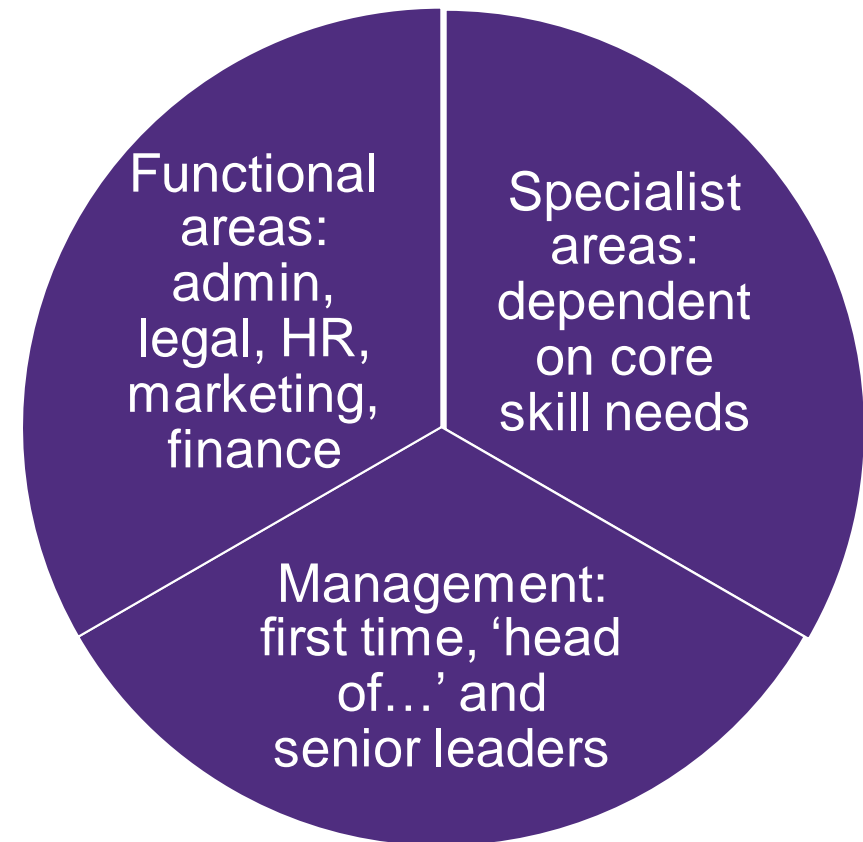 Functional
areas:
admin,
legal, HR,
marketing,
finance
Specialist
areas:
dependent
on core
skill needs
Management:
first time, ‘head
of…’ and
senior leaders